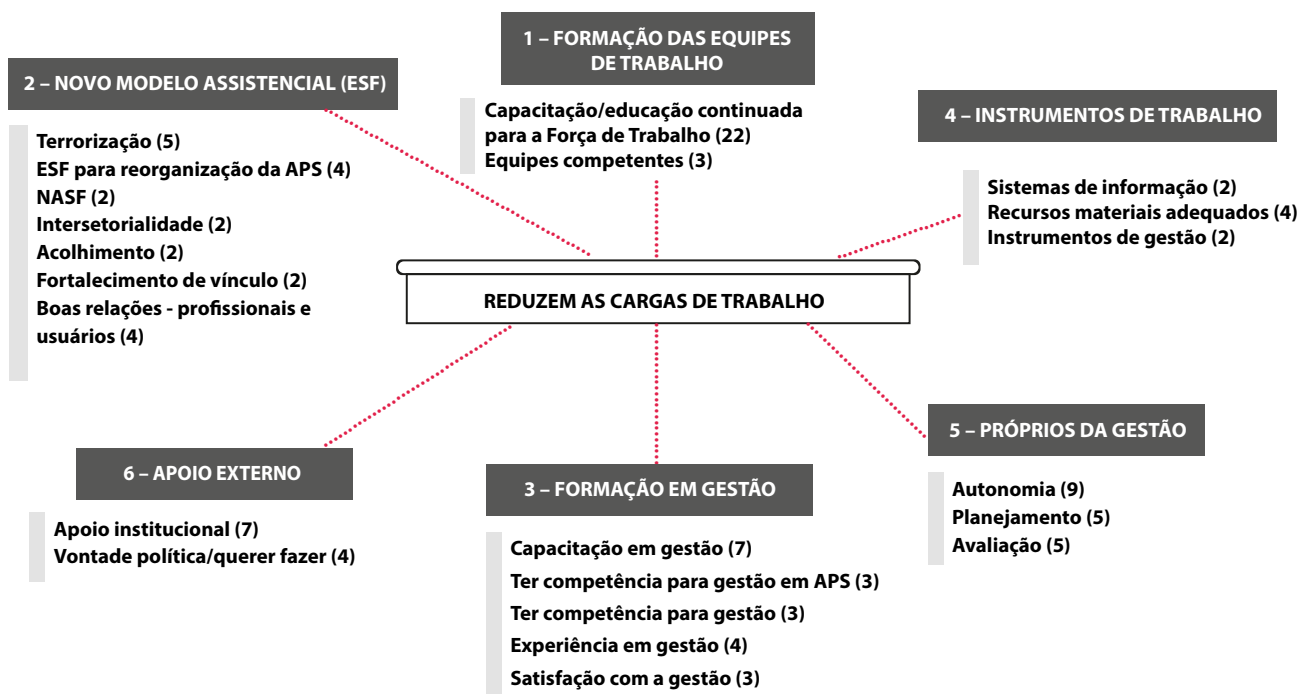 1 – FORMAÇÃO DAS EQUIPES
DE TRABALHO
Capacitação/educação continuada
para a Força de Trabalho (22)
Equipes competentes (3)
2 – NOVO MODELO ASSISTENCIAL (ESF)
Terrorização (5)
ESF para reorganização da APS (4)
NASF (2)
Intersetorialidade (2)
Acolhimento (2)
Fortalecimento de vínculo (2)
Boas relações - profissionais e
usuários (4)
4 – INSTRUMENTOS DE TRABALHO
Sistemas de informação (2)
Recursos materiais adequados (4)
Instrumentos de gestão (2)
REDUZEM AS CARGAS DE TRABALHO
6 – APOIO EXTERNO
Apoio institucional (7)
Vontade política/querer fazer (4)
3 – FORMAÇÃO EM GESTÃO
Capacitação em gestão (7)
Ter competência para gestão em APS (3)
Ter competência para gestão (3)
Experiência em gestão (4)
Satisfação com a gestão (3)
5 – PRÓPRIOS DA GESTÃO
Autonomia (9)
Planejamento (5)
Avaliação (5)